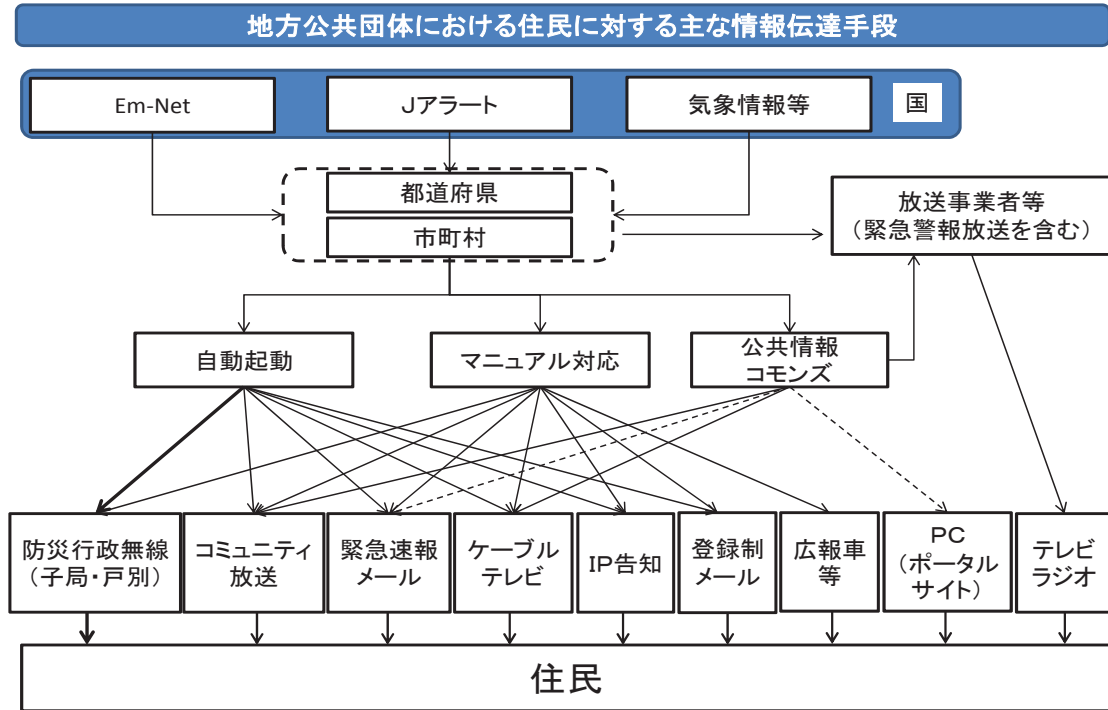 地方公共団体における住民に対する主な情報伝達手段
Em-Net
Jアラート
気象情報等
国
都道府県
市町村
放送事業者等
(緊急警報放送を含む)
自動起動
マニュアル対応
公共情報
コモンズ
防災行政無線
(子局・戸別)
コミュニティ
放送
緊急速報
メール
ケーブル
テレビ
IP告知
登録制
メール
広報車
等
PC
(ポータル
サイト)
テレビ
ラジオ
住民